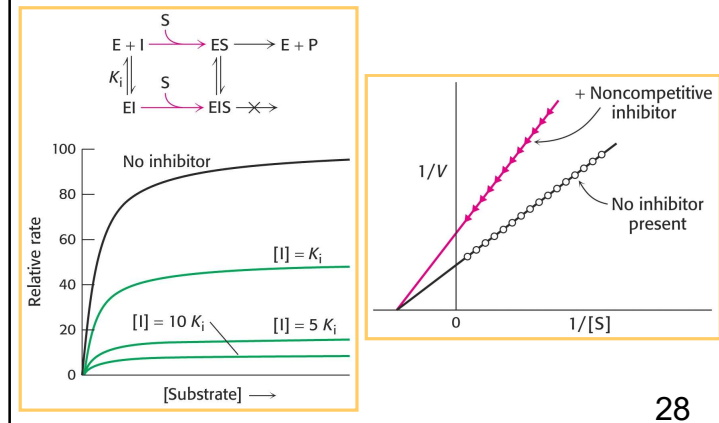 S
E + I ⟶ ES ⟶ E + P
Ki
S
EI ⟶ EIS ⟶
100
80
60
40
20
0
Relative rate
No inhibitor
[I] = Ki
[I] = 10 Ki
[I] = 5 Ki
[Substrate] ⟶
+ Noncompetitive
inhibitor
1/V
No inhibitor
present
0
1/[S]
28